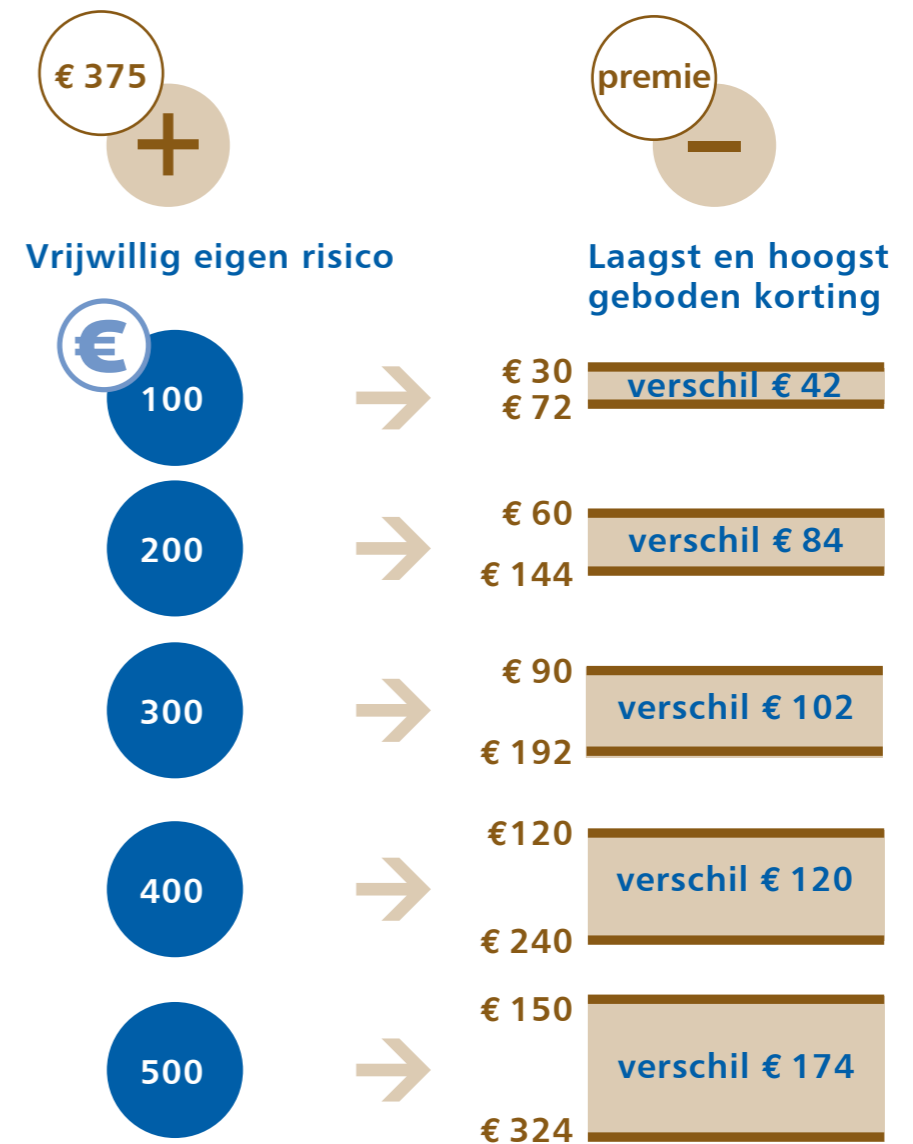 € 375
+
premie
–
Vrijwillig eigen risico
Laagst en hoogst
geboden korting
€
100
€ 30
€ 72
verschil € 42
200
€ 60
€ 144
verschil € 84
300
€ 90
€ 192
verschil € 102
400
€120
€ 240
verschil € 120
500
€ 150
€ 324
verschil € 174